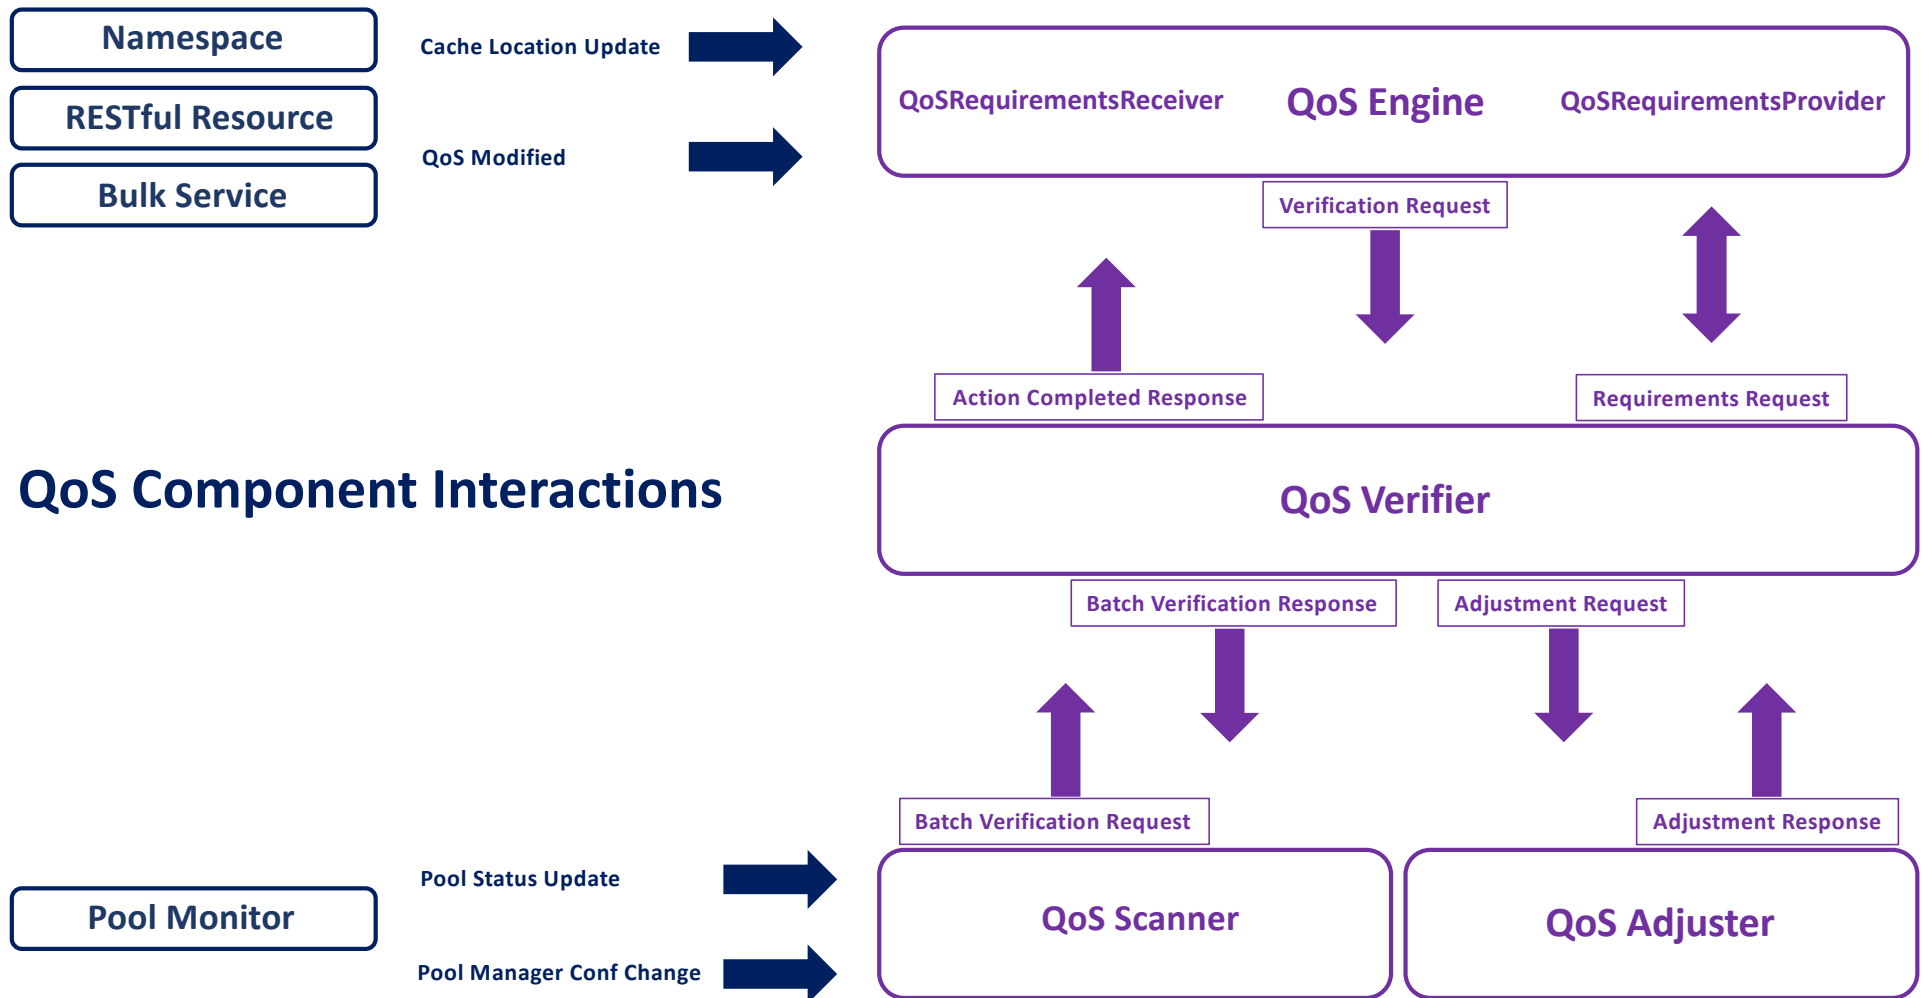 Namespace
Cache Location Update
RESTful Resource
QoS Modified
Bulk Service
QoSRequirementsReceiver
QoS Engine
QoSRequirementsProvider
Verification Request
Action Completed Response
Requirements Request
QoS Component Interactions
QoS Verifier
Batch Verification Response
Adjustment Request
Batch Verification Request
Adjustment Response
Pool Monitor
Pool Status Update
Pool Manager Conf Change
QoS Scanner
QoS Adjuster